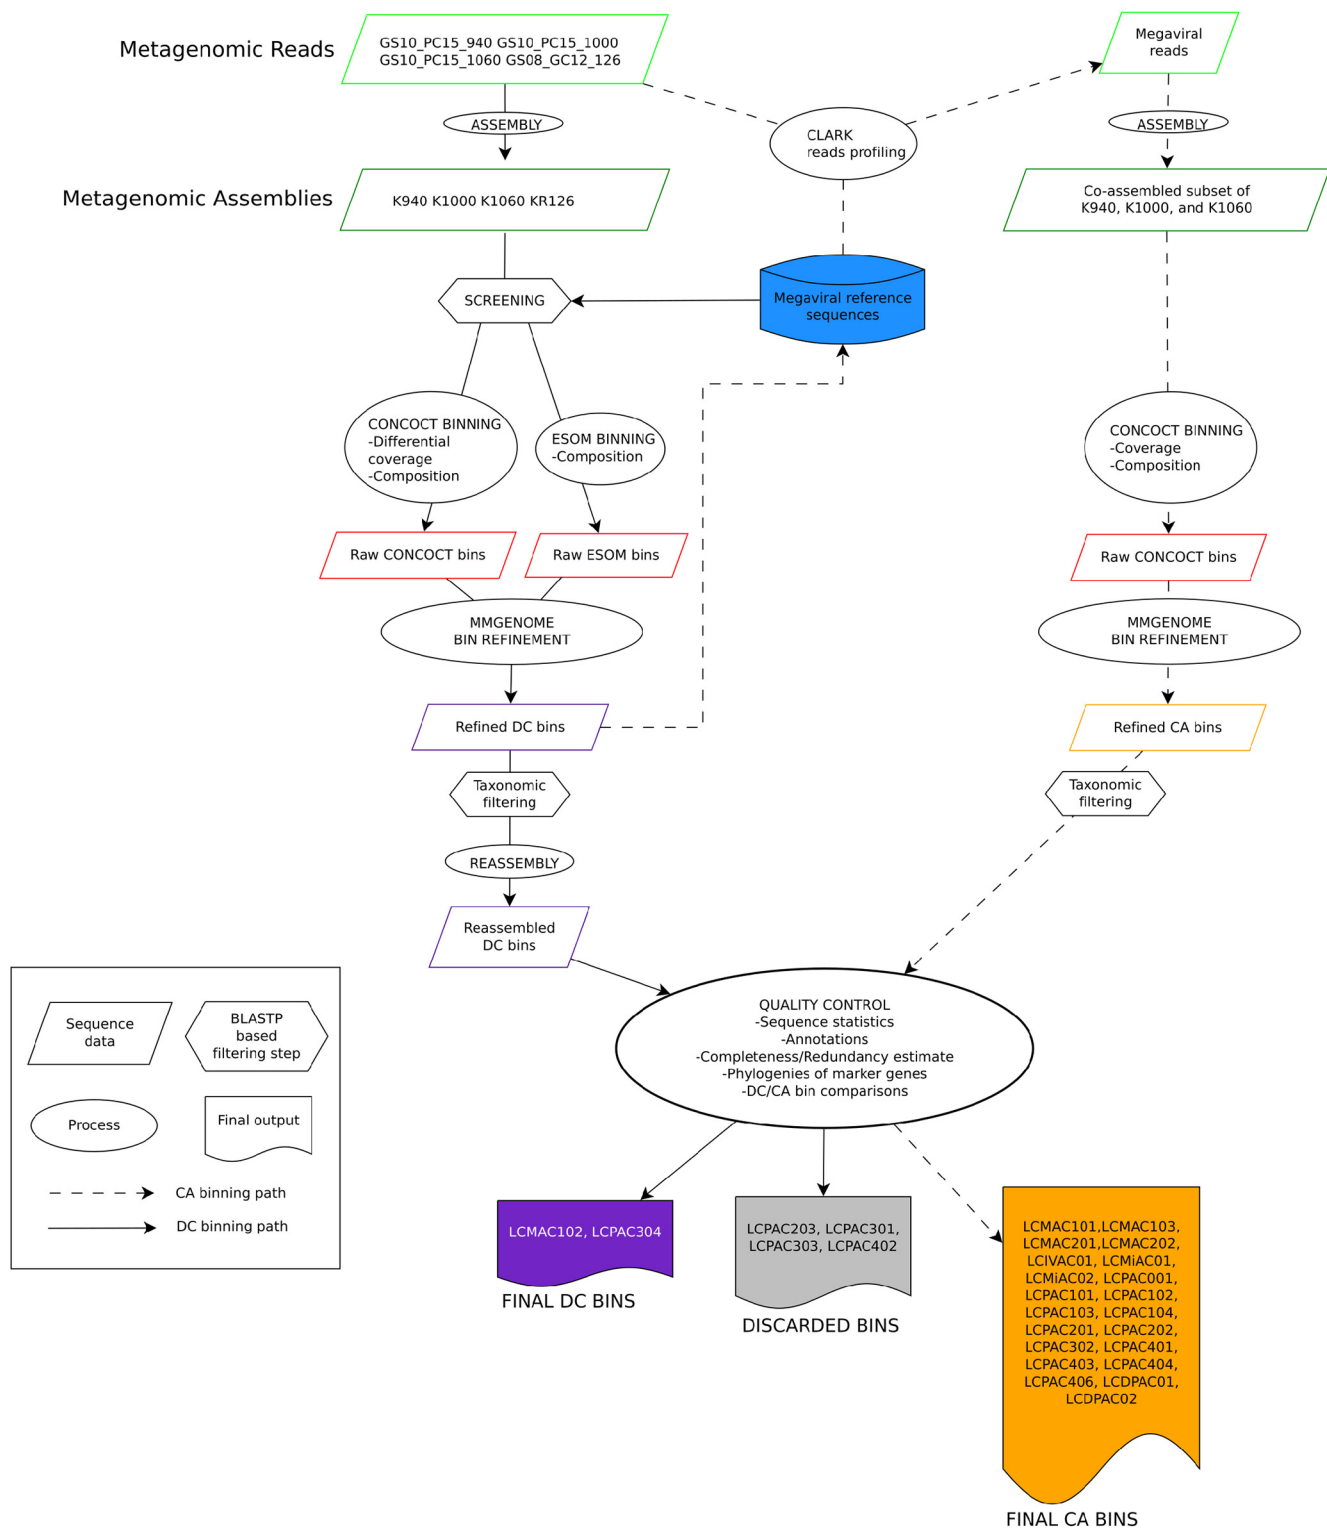 Metagenomic Reads
GS10_PC15_940 GS10_PC15_1000
GS10_PC15_1060 GS08_GC12_126
Megaviral
reads
ASSEMBLY
CLARK
reads profiling
ASSEMBLY
Metagenomic Assemblies
K940 K1000 K1060 KR126
Co-assembled subset of
K940, K1000, and K1060
SCREENING
Megaviral reference
sequences
CONCOCT BINNING
-Differential
coverage
-Composition
ESOM BINNING
-Composition
CONCOCT BINNING
-Coverage
-Composition
Raw CONCOCT bins
Raw ESOM bins
Raw CONCOCT bins
MMGENOME
BIN REFINEMENT
MMGENOME
BIN REFINEMENT
Refined DC bins
Refined CA bins
Taxonomic
filtering
Taxonomic
filtering
REASSEMBLY
Reassembled
DC bins
QUALITY CONTROL
-Sequence statistics
-Annotations
-Completeness/Redundancy estimate
-Phylogenies of marker genes
-DC/CA bin comparisons
Sequence
data
BLASTP
based
filtering step
Process
Final output
CA binning path
DC binning path
LCMAC102, LCPAC304
FINAL DC BINS
LCPAC203, LCPAC301,
LCPAC303, LCPAC402
DISCARDED BINS
LCMAC101,LCMAC103,
LCMAC201,LCMAC202,
LCIVAC01, LCMiAC01,
LCMiAC02, LCPAC001,
LCPAC101, LCPAC102,
LCPAC103, LCPAC104,
LCPAC201, LCPAC202,
LCPAC302, LCPAC401,
LCPAC403, LCPAC404,
LCPAC406, LCDPAC01,
LCDPAC02
FINAL CA BINS